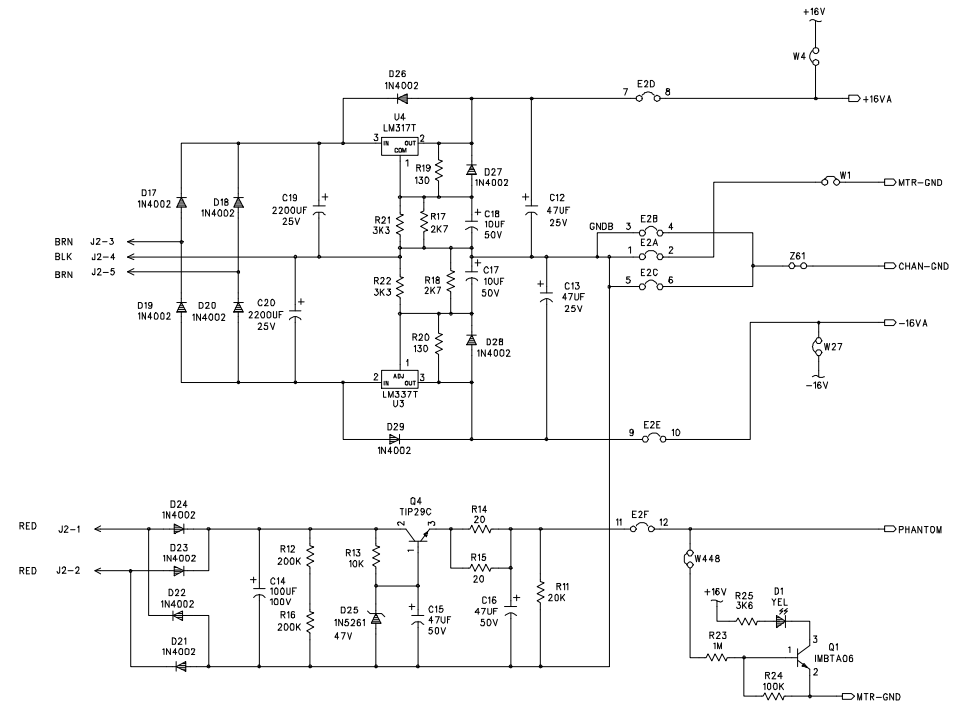 +16V
W4
D26
1N4002
E2D
7
8
+16VA
U4
LM317T
3
IN
OUT
2
COM
1
R19
130
D27
1N4002
W1
MTR-GND
D17
1N4002
D18
1N4002
C19
2200UF
25V
+
R21
3K3
R17
2K7
+
C18
10UF
50V
+
C12
47UF
25V
GNDB
E2B
3
4
BRN
J2-3
BLK
J2-4
BRN
J2-5
E2A
1
2
Z61
CHAN-GND
E2C
5
6
R22
3K3
R18
2K7
+
C17
10UF
50V
+
C13
47UF
25V
D19
1N4002
D20
1N4002
C20
2200UF
25V
+
R20
130
D28
1N4002
-16VA
W27
-16V
1
ADJ
2
IN
OUT
3
LM337T
U3
D29
1N4002
E2E
9
10
D24
1N4002
Q4
TIP29C
2
3
1
R14
20
E2F
11
12
RED
J2-1
PHANTOM
D23
1N4002
R12
200K
R13
10K
R15
20
W448
RED
J2-2
D22
1N4002
+
C14
100UF
100V
R16
200K
D25
1N5261
47V
+
C15
47UF
50V
C16
47UF
50V
+
R11
20K
+16V
R25
3K6
D1
YEL
D21
1N4002
R23
1M
1
3
Q1
IMBTA06
2
R24
100K
MTR-GND